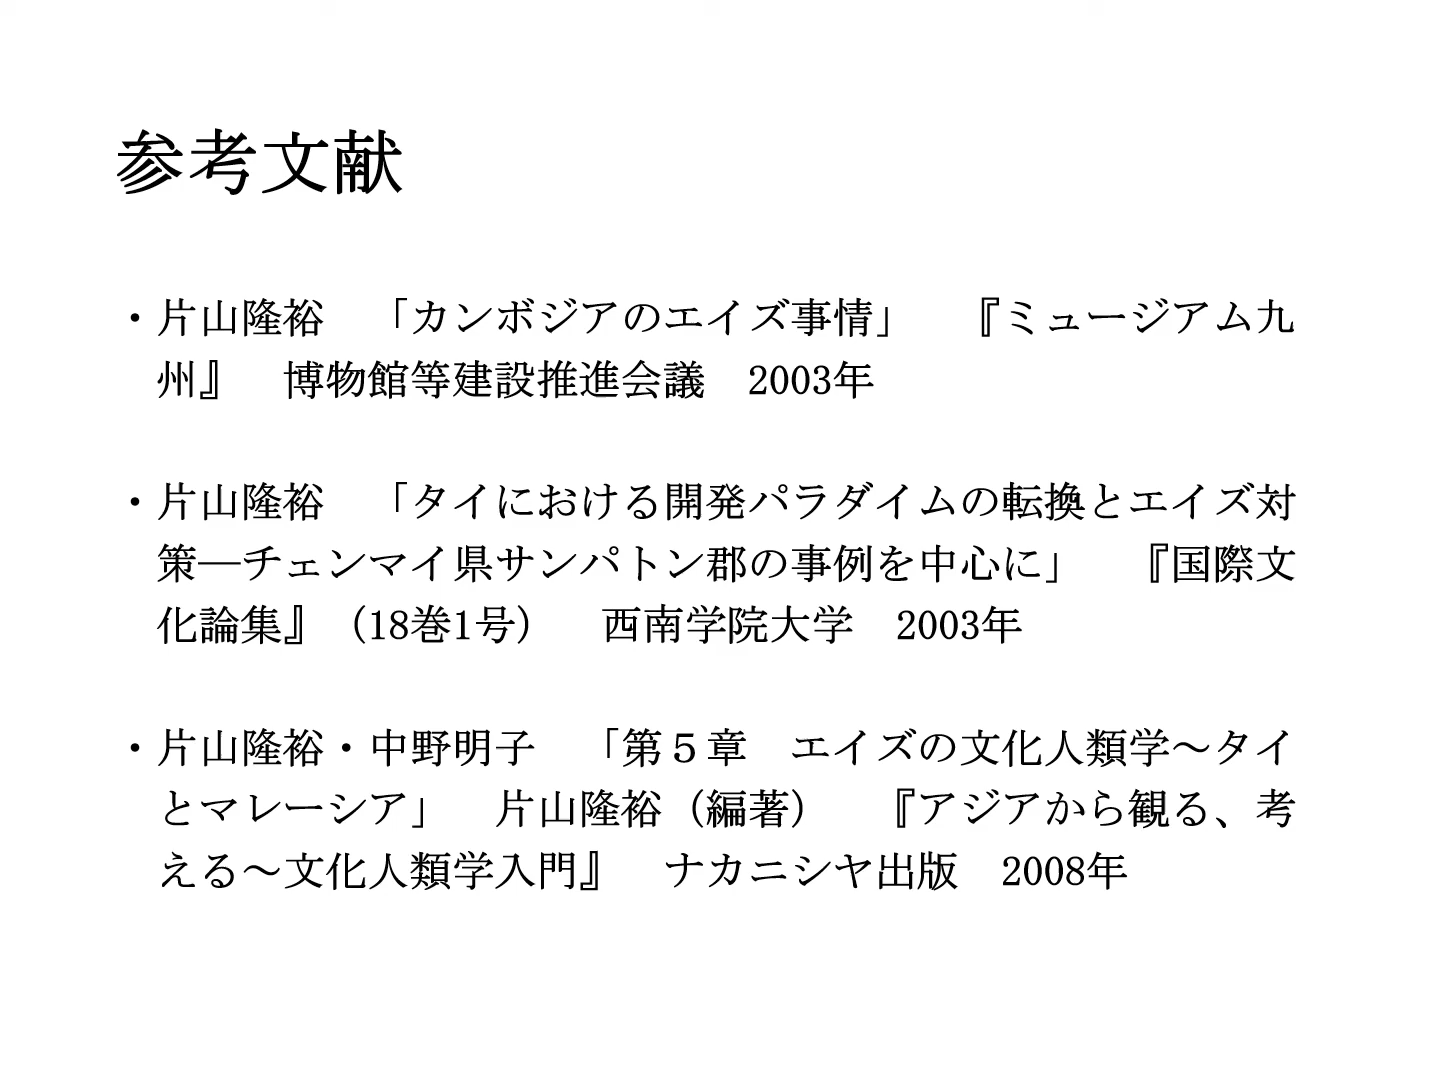 参考文献
・片山隆裕　「カンボジアのエイズ事情」　『ミュージアム九
州』　博物館等建設推進会議　2003年
・片山隆裕　「タイにおける開発パラダイムの転換とエイズ対
策―チェンマイ県サンパトン郡の事例を中心に」　『国際文
化論集』（18巻1号）　西南学院大学　2003年
・片山隆裕・中野明子　「第５章　エイズの文化人類学～タイ
とマレーシア」　片山隆裕（編著）　『アジアから観る、考
える～文化人類学入門』　ナカニシヤ出版　2008年